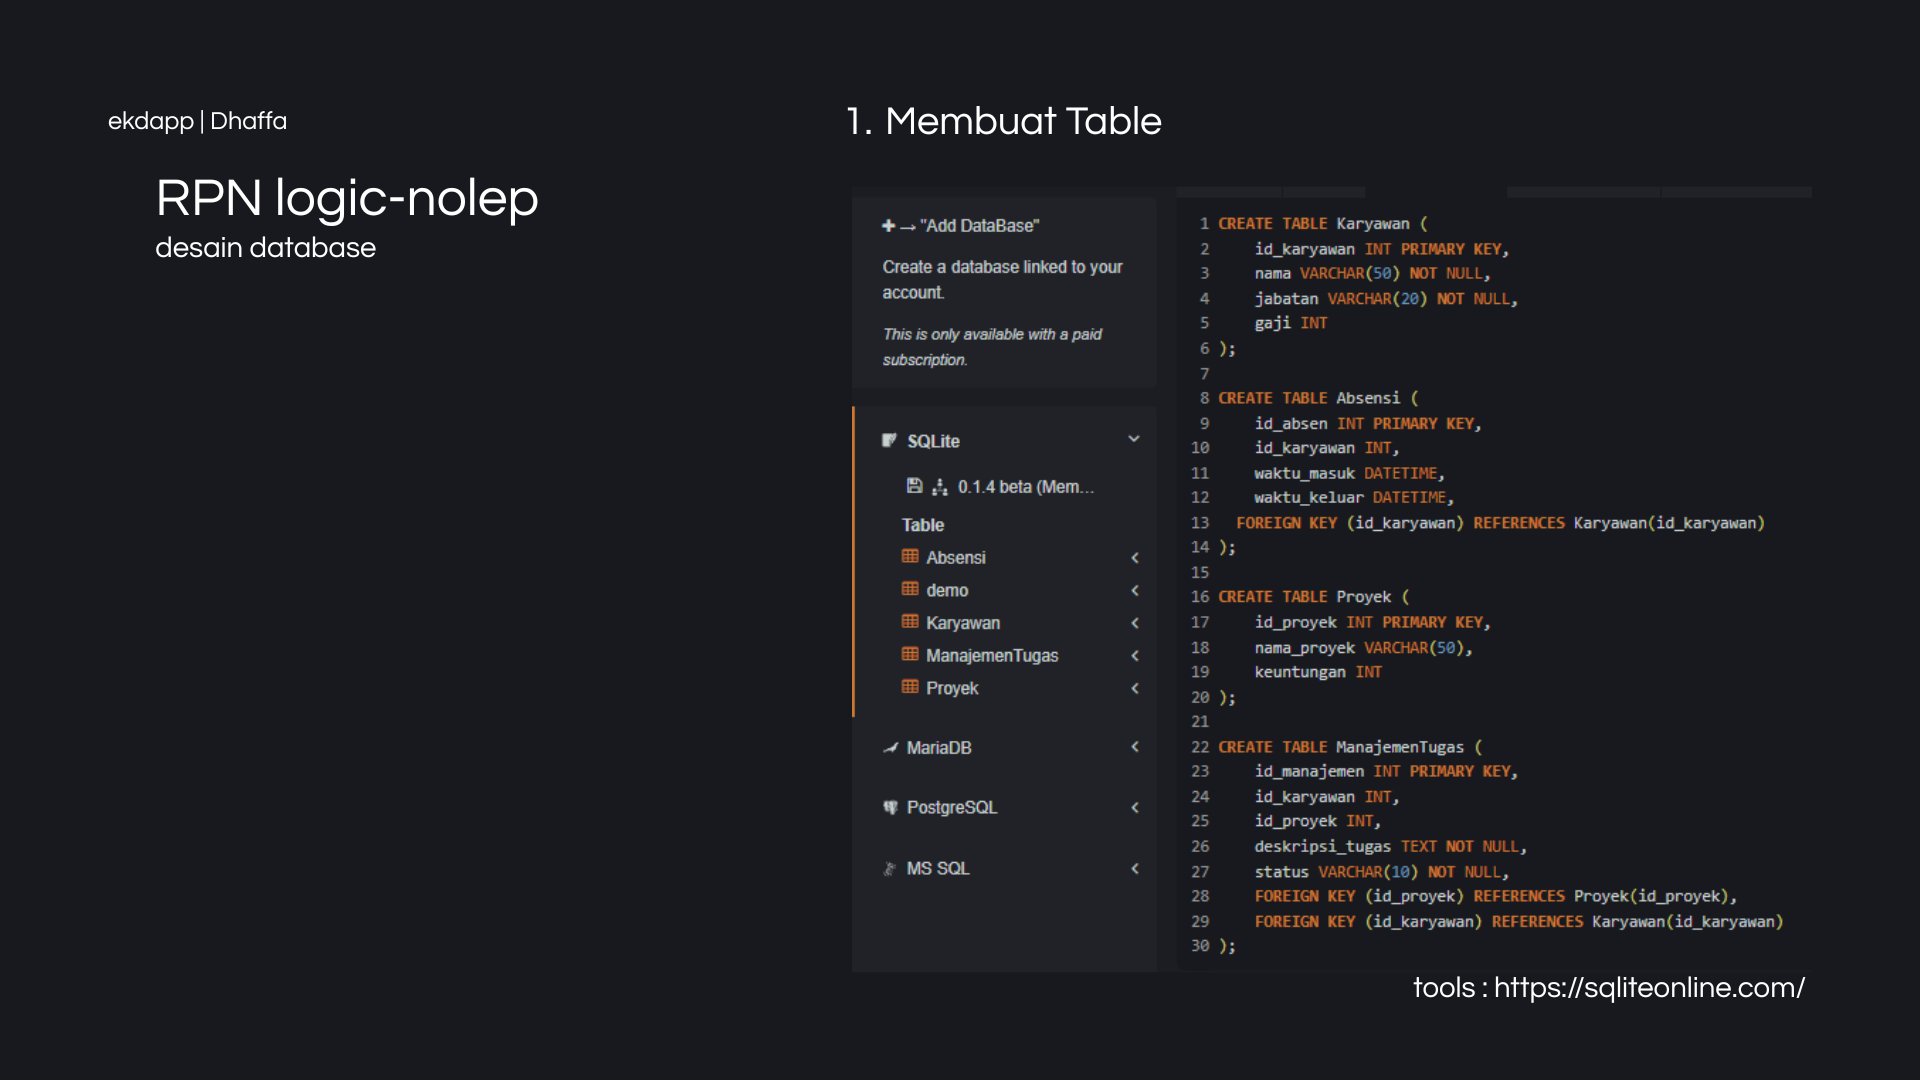 ekdapp | Dhaffa
RPN logic-nolep
desain database
1. Membuat Table
"Add DataBase"
Create a database linked to your
account.
This is only available with a paid
subscription.
SQLite
0.1.4 beta (Mem...
Table
Absensi
demo
Karyawan
ManajemenTugas
Proyek
MariaDB
PostgreSQL
MS SQL
1 CREATE TABLE Karyawan (
2 id_karyawan INT PRIMARY KEY,
3 nama VARCHAR(50) NOT NULL,
4 jabatan VARCHAR(20) NOT NULL,
5 gaji INT
6 );
7
8 CREATE TABLE Absensi (
9 id_absen INT PRIMARY KEY,
10 id_karyawan INT,
11 waktu_masuk DATETIME,
12 waktu_keluar DATETIME,
13 FOREIGN KEY (id_karyawan) REFERENCES Karyawan(id_karyawan)
14 );
15
16 CREATE TABLE Proyek (
17 id_proyek INT PRIMARY KEY,
18 nama_proyek VARCHAR(50),
19 keuntungan INT
20 );
21
22 CREATE TABLE ManajemenTugas (
23 id_manajemen INT PRIMARY KEY,
24 id_karyawan INT,
25 id_proyek INT,
26 deskripsi_tugas TEXT NOT NULL,
27 status VARCHAR(10) NOT NULL,
28 FOREIGN KEY (id_proyek) REFERENCES Proyek(id_proyek),
29 FOREIGN KEY (id_karyawan) REFERENCES Karyawan(id_karyawan)
30 );
tools : https://sqliteonline.com/